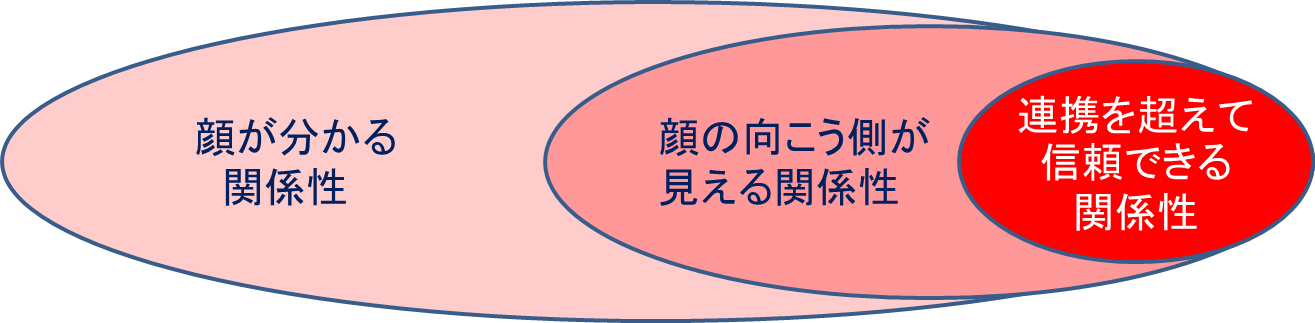 顔が分かる
関係性
顔の向こう側が
見える関係性
連携を超えて
信頼できる
関係性